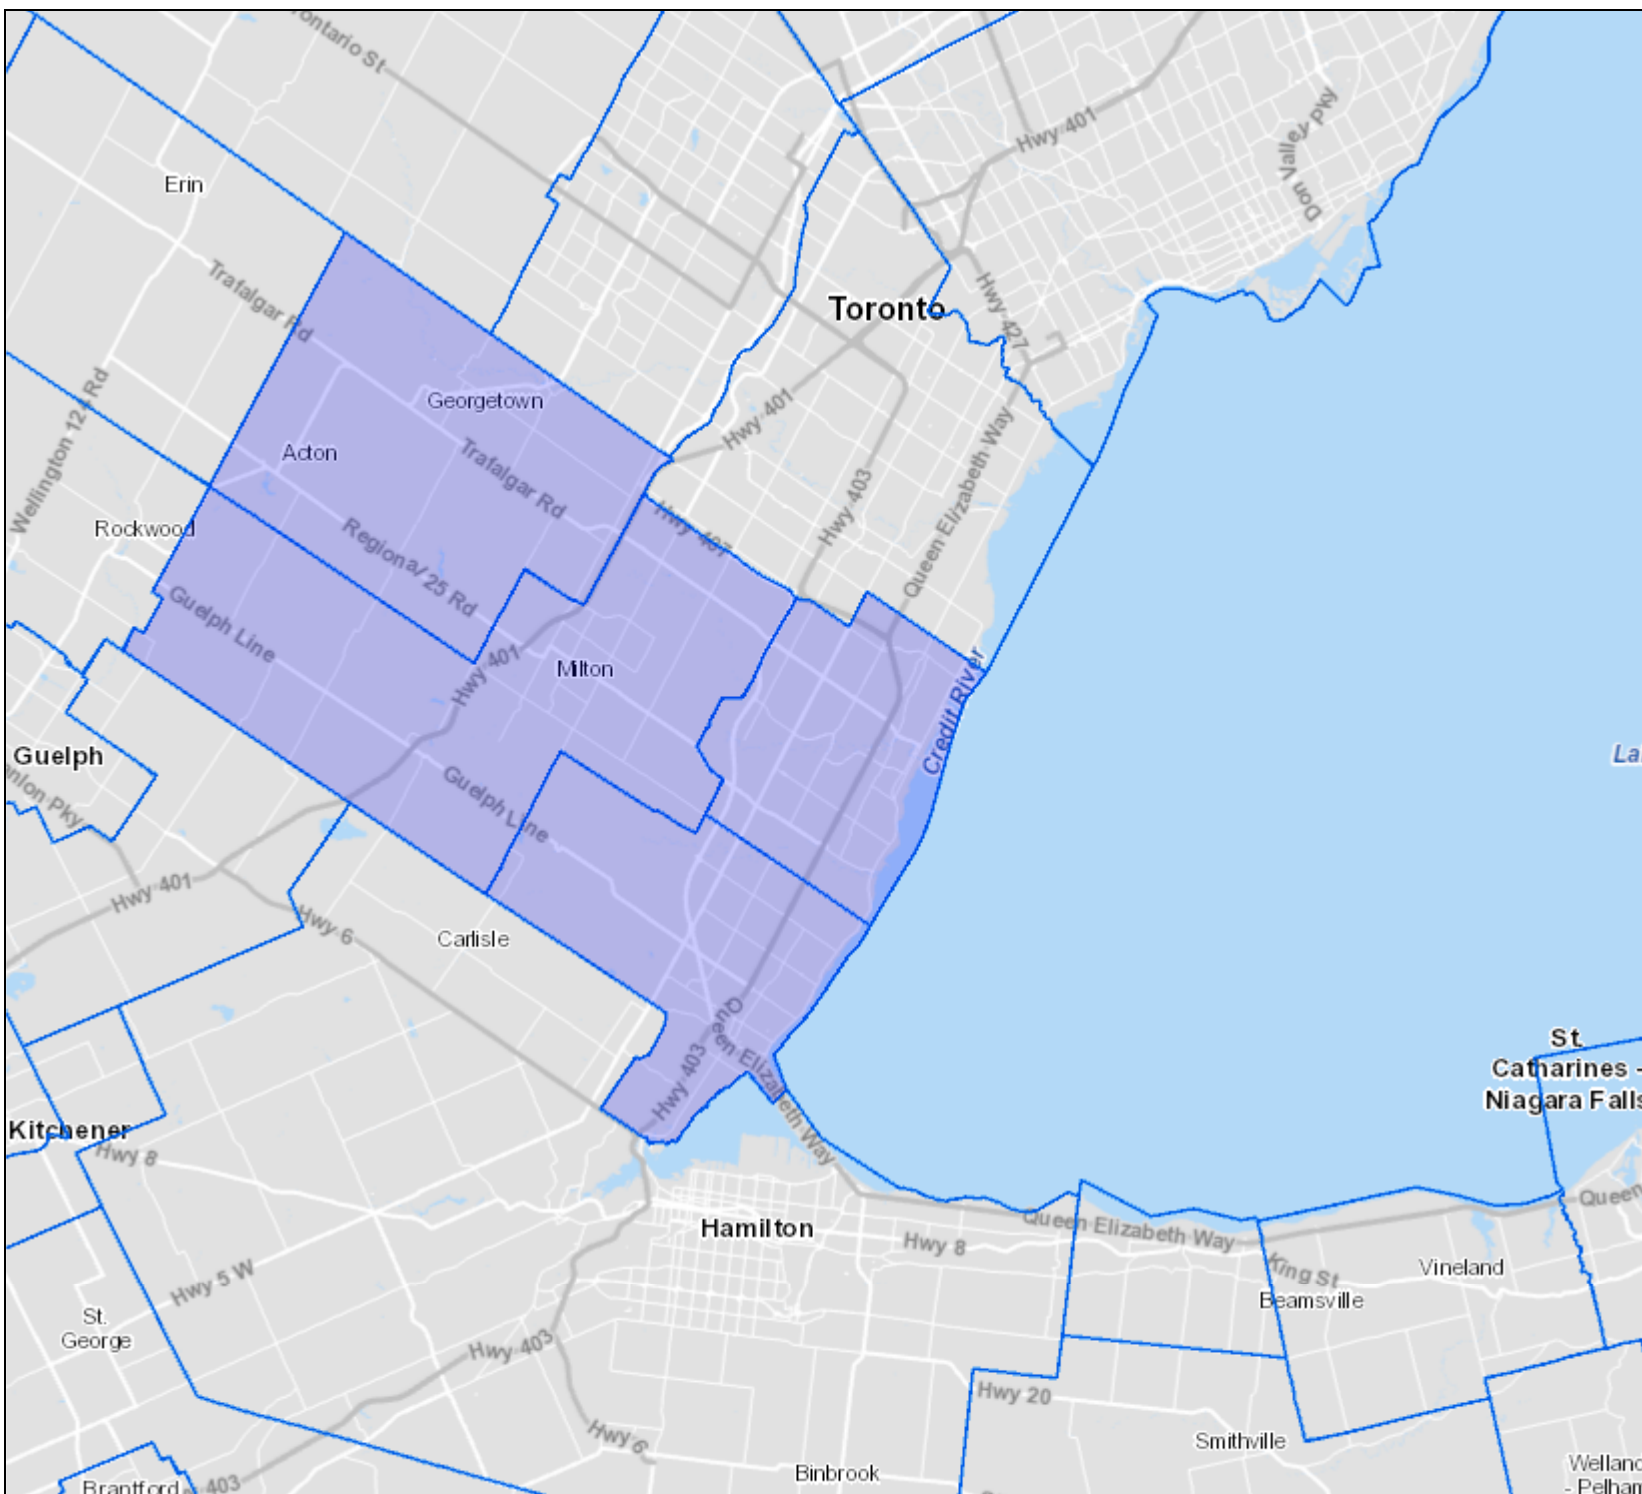 rontario St
Hwy 401
Don Valley Pky
Erin
Trafalgar Rd
Toronto
Hwy 427
Wellington 124 Rd
Georgetown
Hwy 401
Acton
Trafalgar Rd
Hwy 403
Queen Elizabeth Way
Rockwood
Hwy 407
Regional 25 Rd
Guelph Line
Hwy 401
Milton
Credit River
Guelph
La
anlon Pky
Guelph Line
Hwy 401
Hwy 6
Carlisle
Queen Elizabeth Way
Hwy 403
St.
Catharines -
Niagara Falls
Kitchener
Hwy 8
Hamilton
Queen Elizabeth Way
Queen
Hwy 8
Hwy 5 W
King St
Vineland
Beamsville
St.
George
Hwy 403
Hwy 20
Hwy 6
Smithville
Binbrook
Welland
- Pelham
Brantford
403